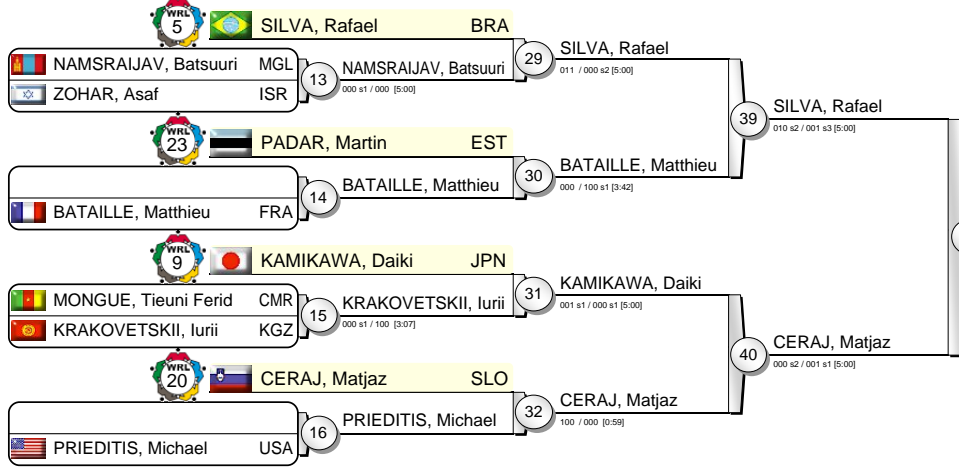 WRL
5
SILVA, Rafael BRA
NAMSRAIJAV, Batsuuri MGL
ZOHAR, Asaf ISR
13
NAMSRAIJAV, Batsuuri
000 s1 / 000 [5:00]
29
SILVA, Rafael
011 / 000 s2 [5:00]
WRL
23
PADAR, Martin EST
BATAILLE, Matthieu FRA
14
BATAILLE, Matthieu
30
BATAILLE, Matthieu
000 / 100 s1 [3:42]
39
SILVA, Rafael
010 s2 / 001 s3 [5:00]
WRL
9
KAMIKAWA, Daiki JPN
MONGUE, Tieuni Ferid CMR
KRAKOVETSKII, Iurii KGZ
15
KRAKOVETSKII, Iurii
000 s1 / 100 [3:07]
31
KAMIKAWA, Daiki
001 s1 / 000 s1 [5:00]
WRL
20
CERAJ, Matjaz SLO
PRIEDITIS, Michael USA
16
PRIEDITIS, Michael
32
CERAJ, Matjaz
100 / 000 [0:59]
40
CERAJ, Matjaz
000 s2 / 001 s1 [5:00]